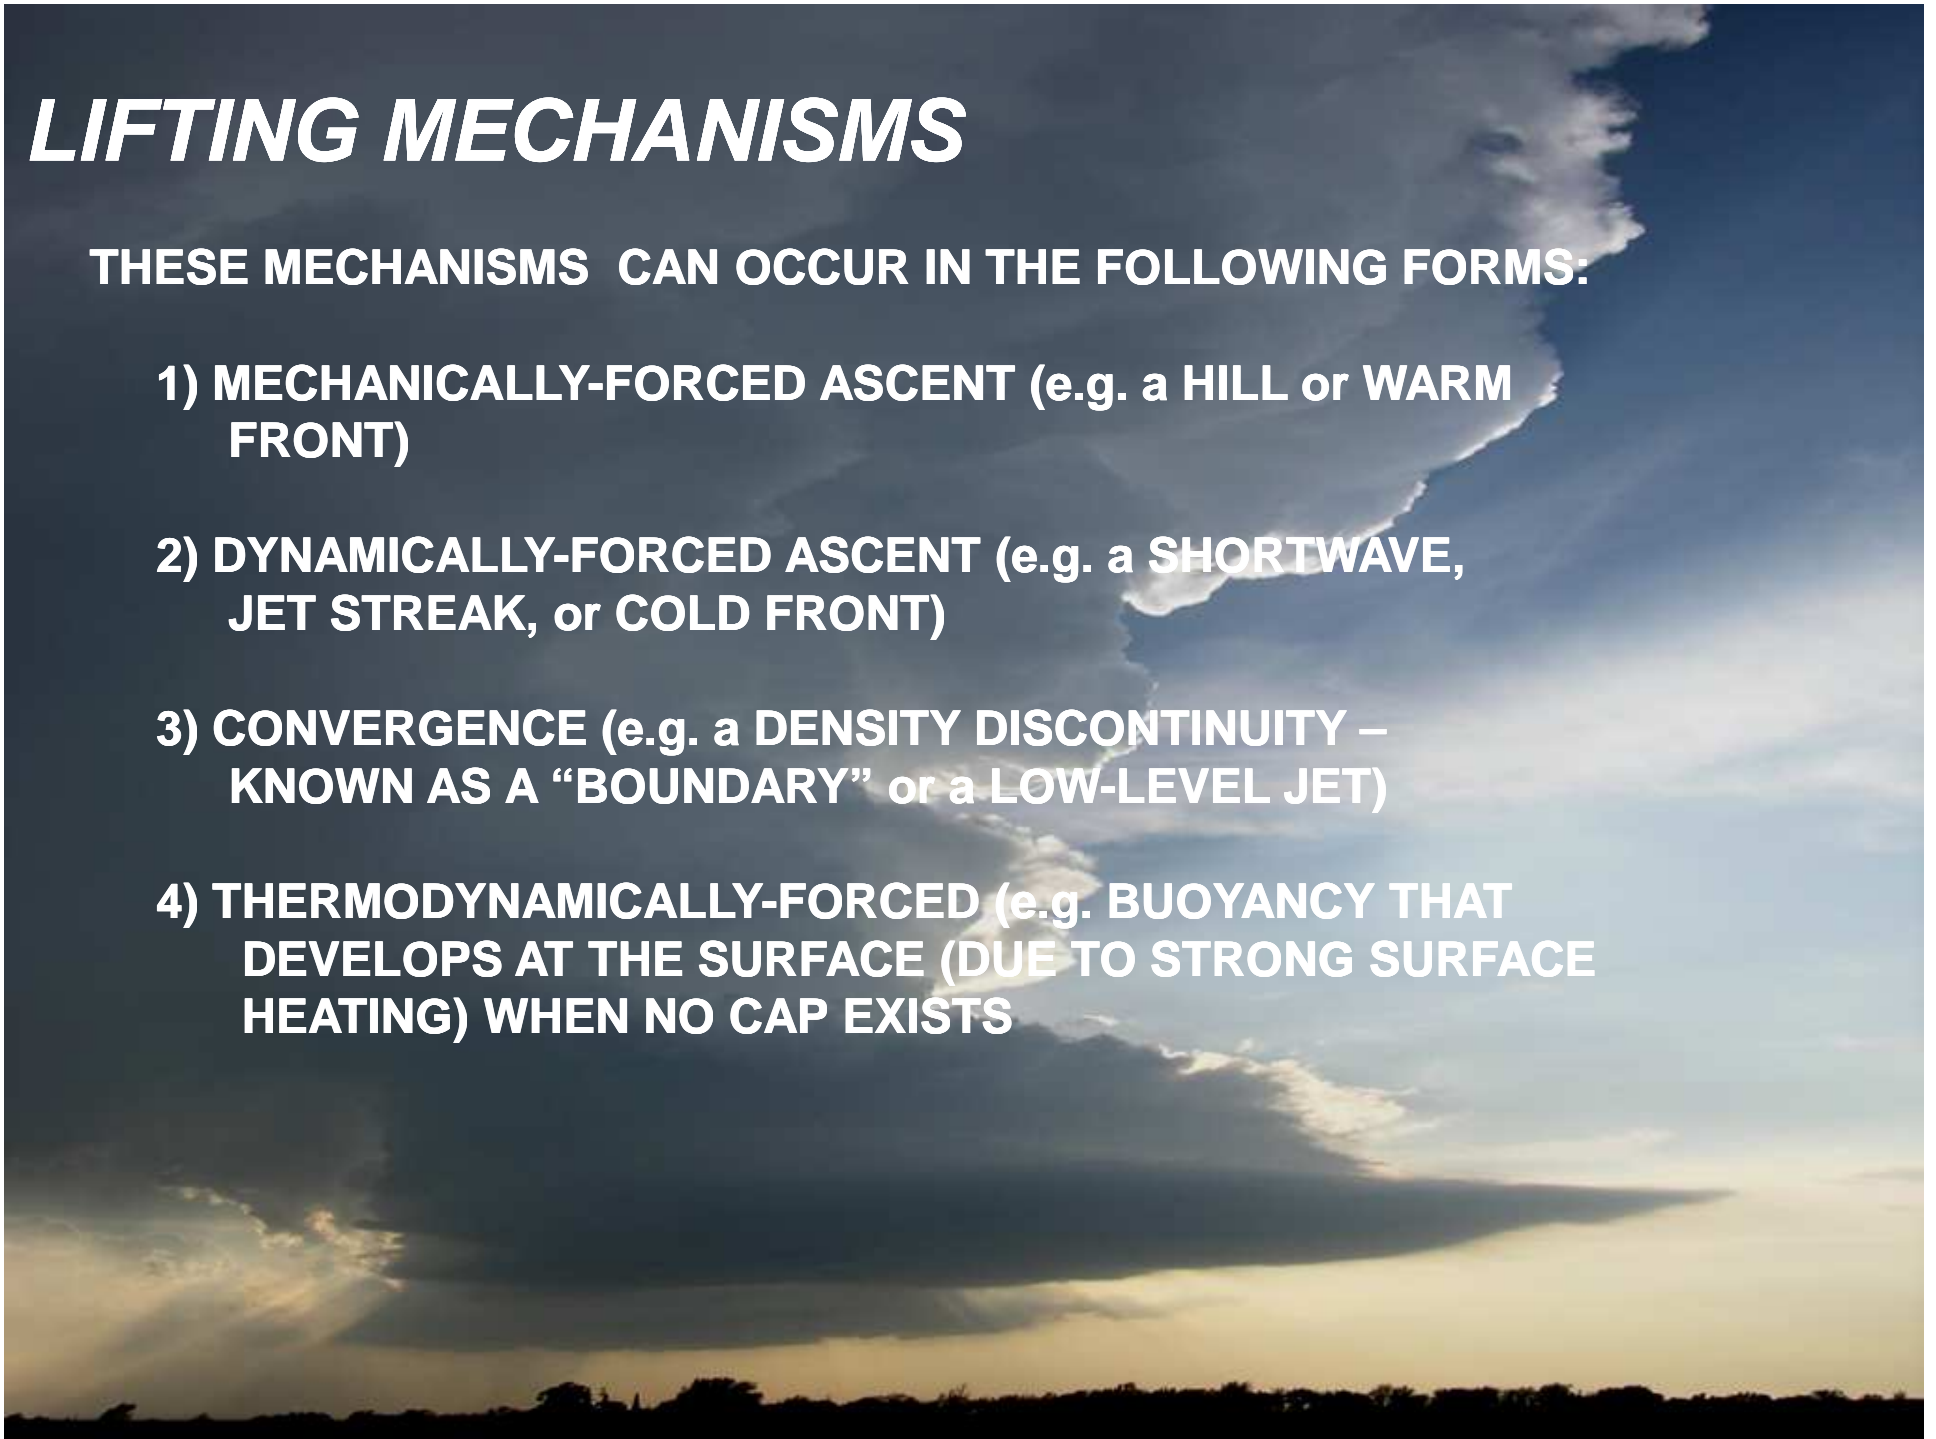 LIFTING MECHANISMS
THESE MECHANISMS  CAN OCCUR IN THE FOLLOWING FORMS:
1) MECHANICALLY-FORCED ASCENT (e.g. a HILL or WARM
FRONT)
2) DYNAMICALLY-FORCED ASCENT (e.g. a SHORTWAVE,
JET STREAK, or COLD FRONT)
3) CONVERGENCE (e.g. a DENSITY DISCONTINUITY –
KNOWN AS A “BOUNDARY” or a LOW-LEVEL JET)
4) THERMODYNAMICALLY-FORCED (e.g. BUOYANCY THAT
DEVELOPS AT THE SURFACE (DUE TO STRONG SURFACE
HEATING) WHEN NO CAP EXISTS